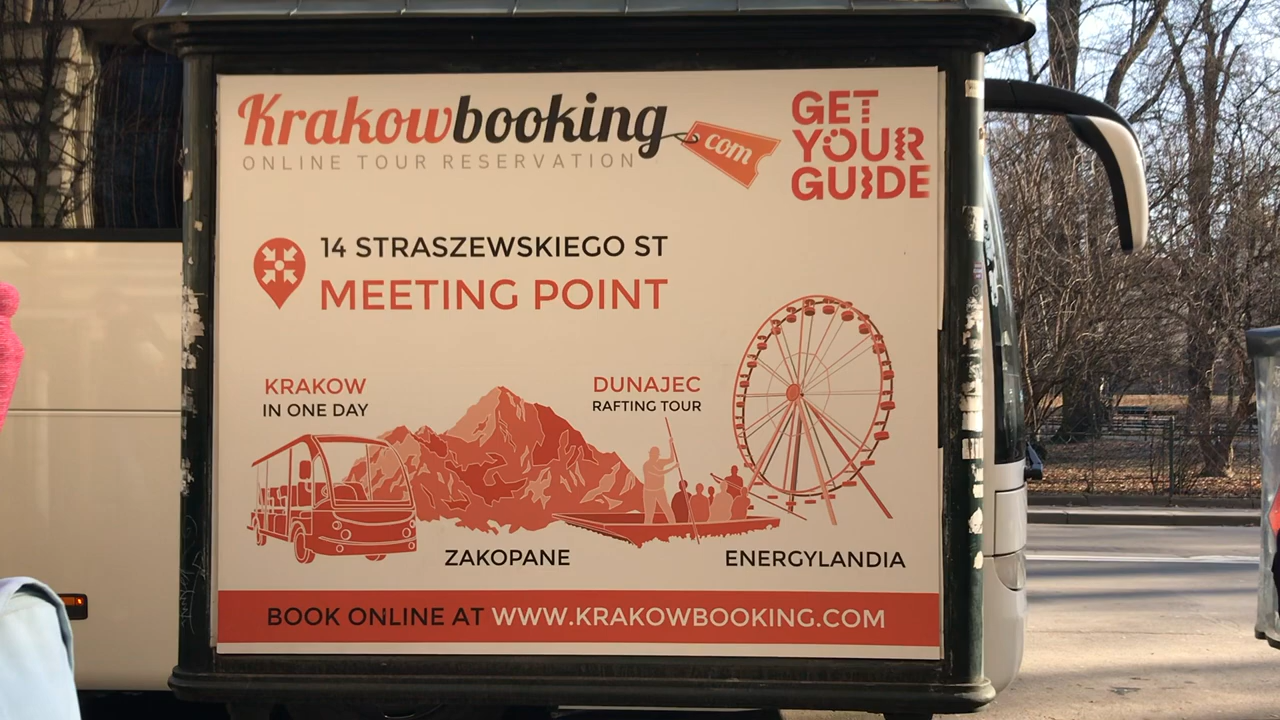 Krakowbooking com
ONLINE TOUR RESERVATION
GET
YOUR
GUIDE
14 STRASZEWSKIEGO ST
MEETING POINT
KRAKOW
IN ONE DAY
DUNAJEC
RAFTING TOUR
ZAKOPANE
ENERGYLANDIA
BOOK ONLINE AT WWW.KRAKOWBOOKING.COM